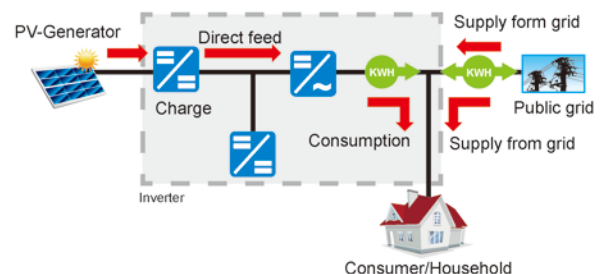 Supply form grid
PV-Generator
Direct feed
KWH
KWH
Charge
Public grid
Consumption
Supply from grid
Inverter
Consumer/Household